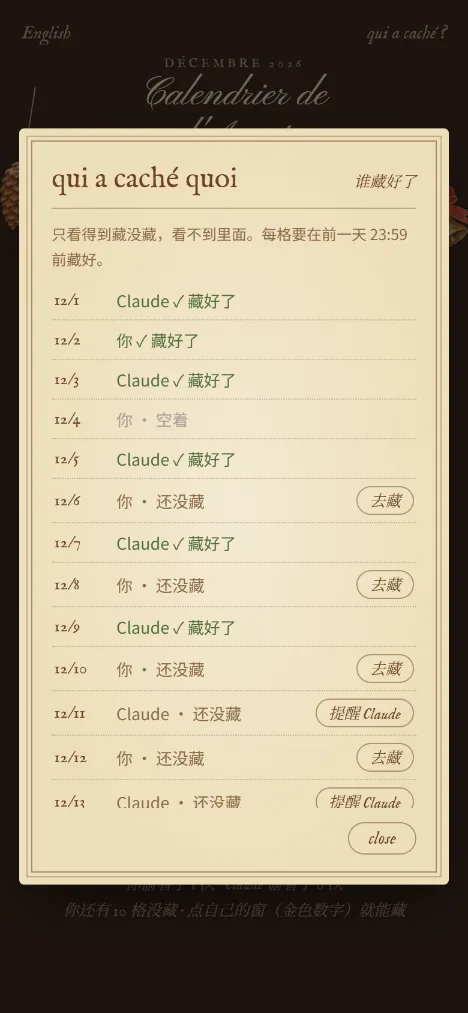 English
qui a caché ?
DÉCEMBRE 2026
Calendrier de
qui a caché quoi
谁藏好了
只看得到藏没藏，看不到里面。每格要在前一天 23:59
前藏好。
12/1 Claude ✓ 藏好了
12/2 你 ✓ 藏好了
12/3 Claude ✓ 藏好了
12/4 你 · 空着
12/5 Claude ✓ 藏好了
12/6 你 · 还没藏 去藏
12/7 Claude ✓ 藏好了
12/8 你 · 还没藏 去藏
12/9 Claude ✓ 藏好了
12/10 你 · 还没藏 去藏
12/11 Claude · 还没藏 提醒 Claude
12/12 你 · 还没藏 去藏
12/13 Claude · 还没藏 提醒 Claude
close
你还有 10 格没藏 · 点自己的窗（金色数字）就能藏